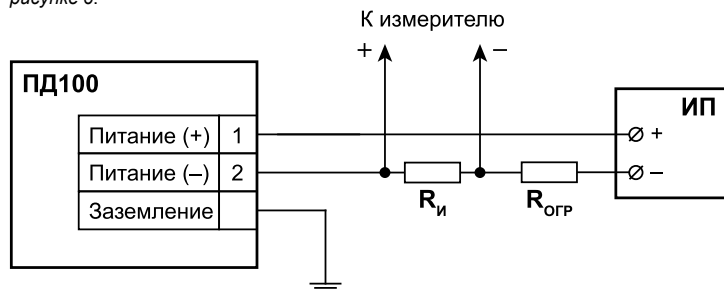 рисунке 6.
К измерителю
+ –
ПД100
ИП
Питание (+) 1
+
Питание (–) 2
–
Rи Rогр
Заземление